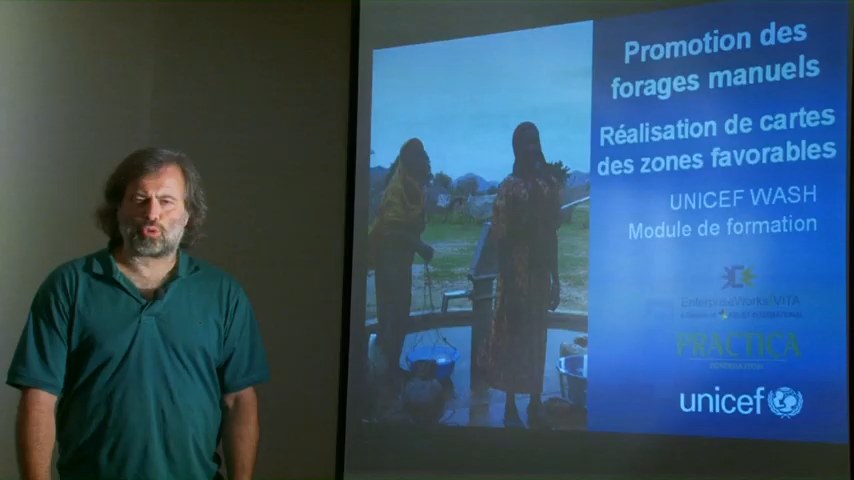 Promotion des
forages manuels
Réalisation de cartes
des zones favorables
UNICEF WASH
Module de formation
EnterpriseWorks/VITA
PRACTICA
unicef